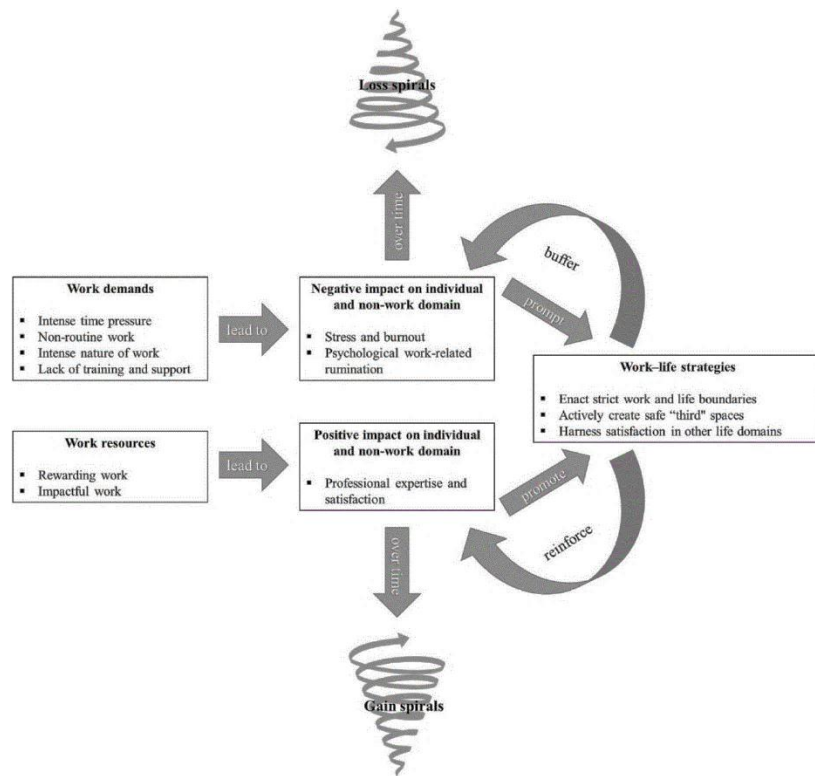 Loss spirals
over time
buffer
Work demands
▪ Intense time pressure
▪ Non-routine work
▪ Intense nature of work
▪ Lack of training and support
lead to
Negative impact on individual
and non-work domain
▪ Stress and burnout
▪ Psychological work-related
rumination
prompt
Work–life strategies
▪ Enact strict work and life boundaries
▪ Actively create safe “third" spaces
▪ Harness satisfaction in other life domains
Work resources
▪ Rewarding work
▪ Impactful work
lead to
Positive impact on individual
and non-work domain
▪ Professional expertise and
satisfaction
promote
reinforce
over time
Gain spirals